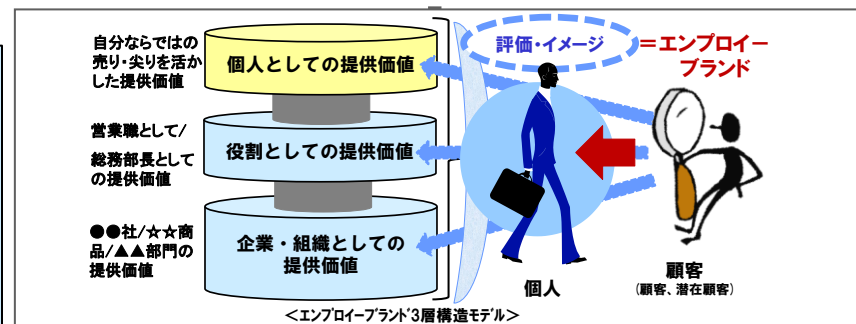 自分ならではの
売り・尖りを活か
した提供価値
個人としての提供価値
評価・イメージ
＝エンプロイー
ブランド
営業職として/
総務部長として
の提供価値
役割としての提供価値
●●社/☆☆商
品/▲▲部門の
提供価値
企業・組織としての
提供価値
個人
顧客
(顧客、潜在顧客)
＜エンプロイーブランド3層構造モデル＞